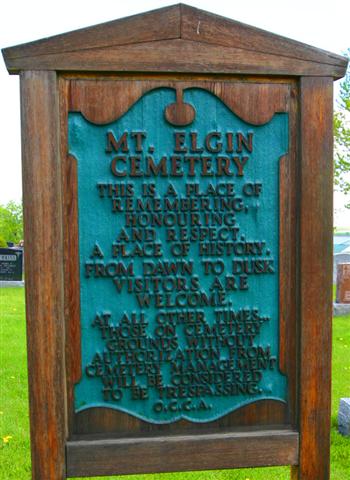 MT. ELGIN
CEMETERY
THIS IS A PLACE OF
REMEMBERING,
HONOURING
AND RESPECT.
A PLACE OF HISTORY.
FROM DAWN TO DUSK
VISITORS ARE
WELCOME.
AT ALL OTHER TIMES...
THOSE ON CEMETERY
GROUNDS WITHOUT
AUTHORIZATION FROM
CEMETERY MANAGEMENT
WILL BE CONSIDERED
TO BE TRESPASSING.
O.C.C.A.